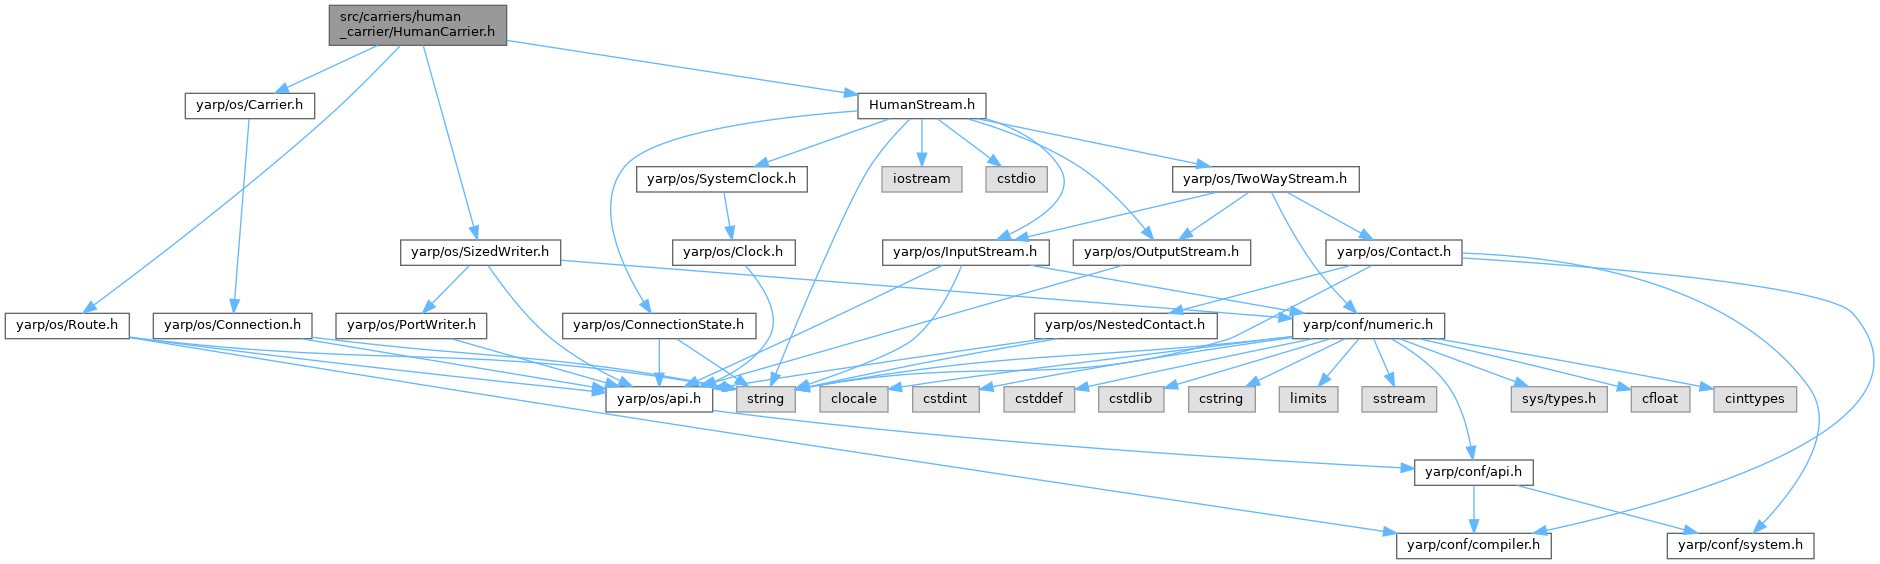 src/carriers/human
_carrier/HumanCarrier.h
yarp/os/Carrier.h
HumanStream.h
yarp/os/SystemClock.h
iostream
cstdio
yarp/os/TwoWayStream.h
yarp/os/SizedWriter.h
yarp/os/Clock.h
yarp/os/InputStream.h
yarp/os/OutputStream.h
yarp/os/Contact.h
yarp/os/Route.h
yarp/os/Connection.h
yarp/os/PortWriter.h
yarp/os/ConnectionState.h
yarp/os/NestedContact.h
yarp/conf/numeric.h
yarp/os/api.h
string
clocale
cstdint
cstddef
cstdlib
cstring
limits
sstream
sys/types.h
cfloat
cinttypes
yarp/conf/api.h
yarp/conf/compiler.h
yarp/conf/system.h